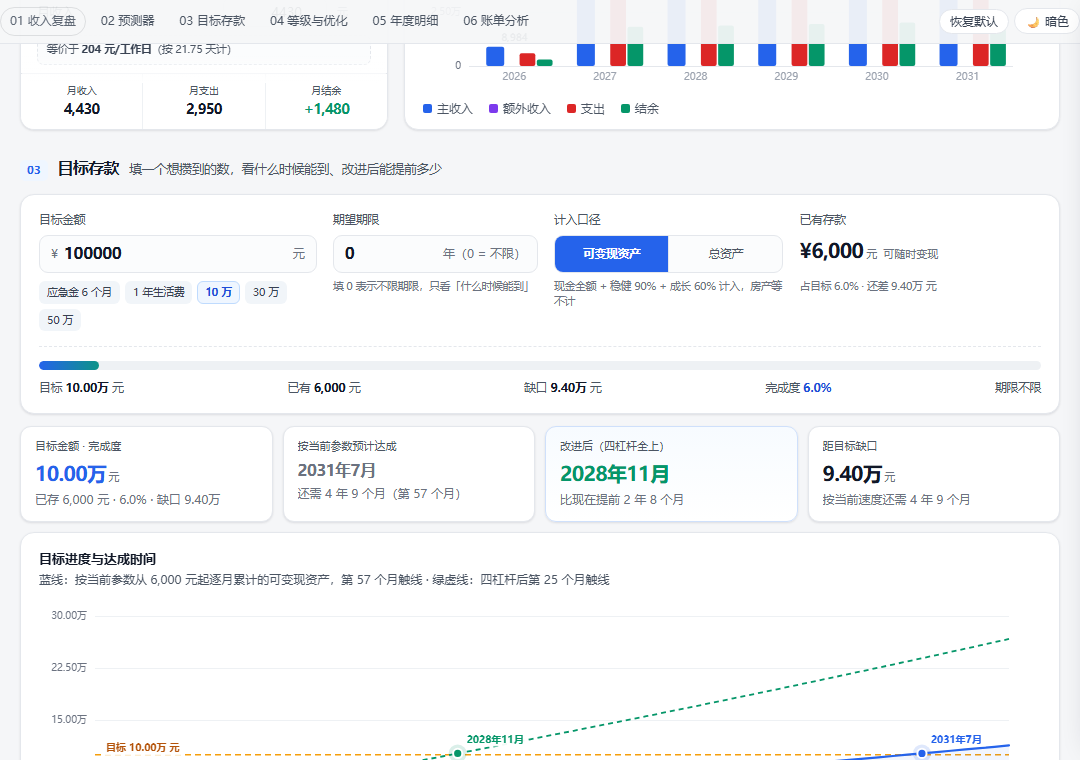 01 收入复盘 02 预测器 03 目标存款 04 等级与优化 05 年度明细 06 账单分析 恢复默认 🌙 暗色
等价于 204 元/工作日 (按 21.75 天计)
月收入 月支出 月结余
4,430 2,950 +1,480
0
2026 2027 2028 2029 2030 2031
主收入 额外收入 支出 结余
03 目标存款 填一个想攒到的数，看什么时候能到、改进后能提前多少
目标金额 期望期限 计入口径 已有存款
¥ 100000 元 0 年（0 = 不限） 可变现资产 总资产 ¥6,000 元 可随时变现
应急金 6 个月 1 年生活费 10 万 30 万
50 万
填 0 表示不限期限，只看「什么时候能到」
现金全额 + 稳健 90% + 成长 60% 计入，房产等
不计
占目标 6.0% · 还差 9.40万 元
目标 10.00万 元 已有 6,000 元 缺口 9.40万 元 完成度 6.0% 期限不限
目标金额 · 完成度
10.00万 元
已存 6,000 元 · 6.0% · 缺口 9.40万
按当前参数预计达成
2031年7月
还需 4 年 9 个月（第 57 个月）
改进后（四杠杆全上）
2028年11月
比现在提前 2 年 8 个月
距目标缺口
9.40万 元
按当前速度还需 4 年 9 个月
目标进度与达成时间
蓝线：按当前参数从 6,000 元起逐月累计的可变现资产，第 57 个月触线 · 绿虚线：四杠杆后第 25 个月触线
30.00万
22.50万
15.00万
目标 10.00万 元
2028年11月
2031年7月